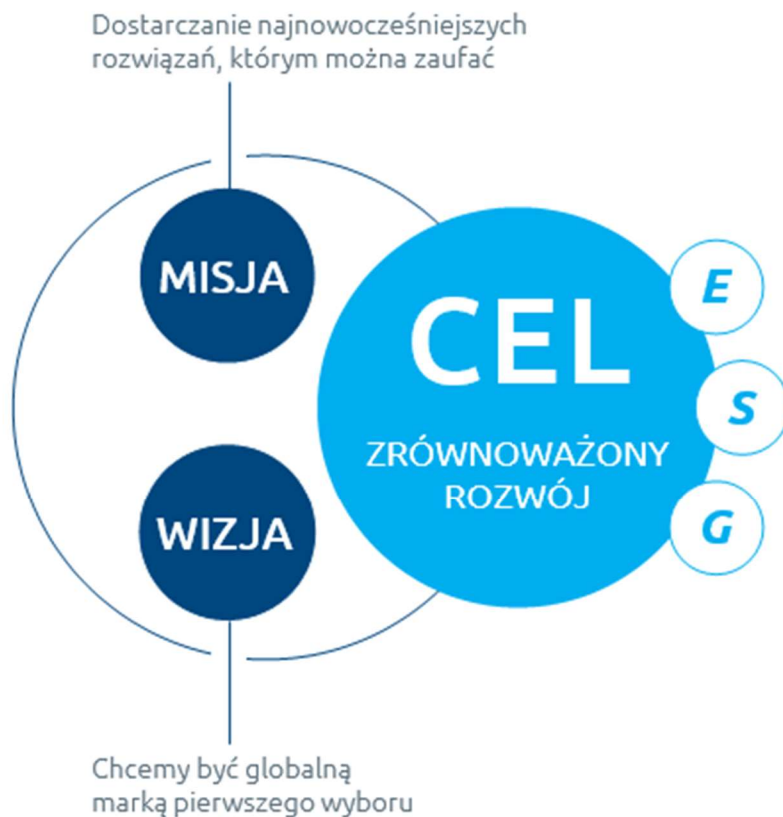 Dostarczanie najnowocześniejszych
rozwiązań, którym można zaufać
MISJA
CEL
ZRÓWNOWAŻONY
ROZWÓJ
E
S
G
WIZJA
Chcemy być globalną
marką pierwszego wyboru